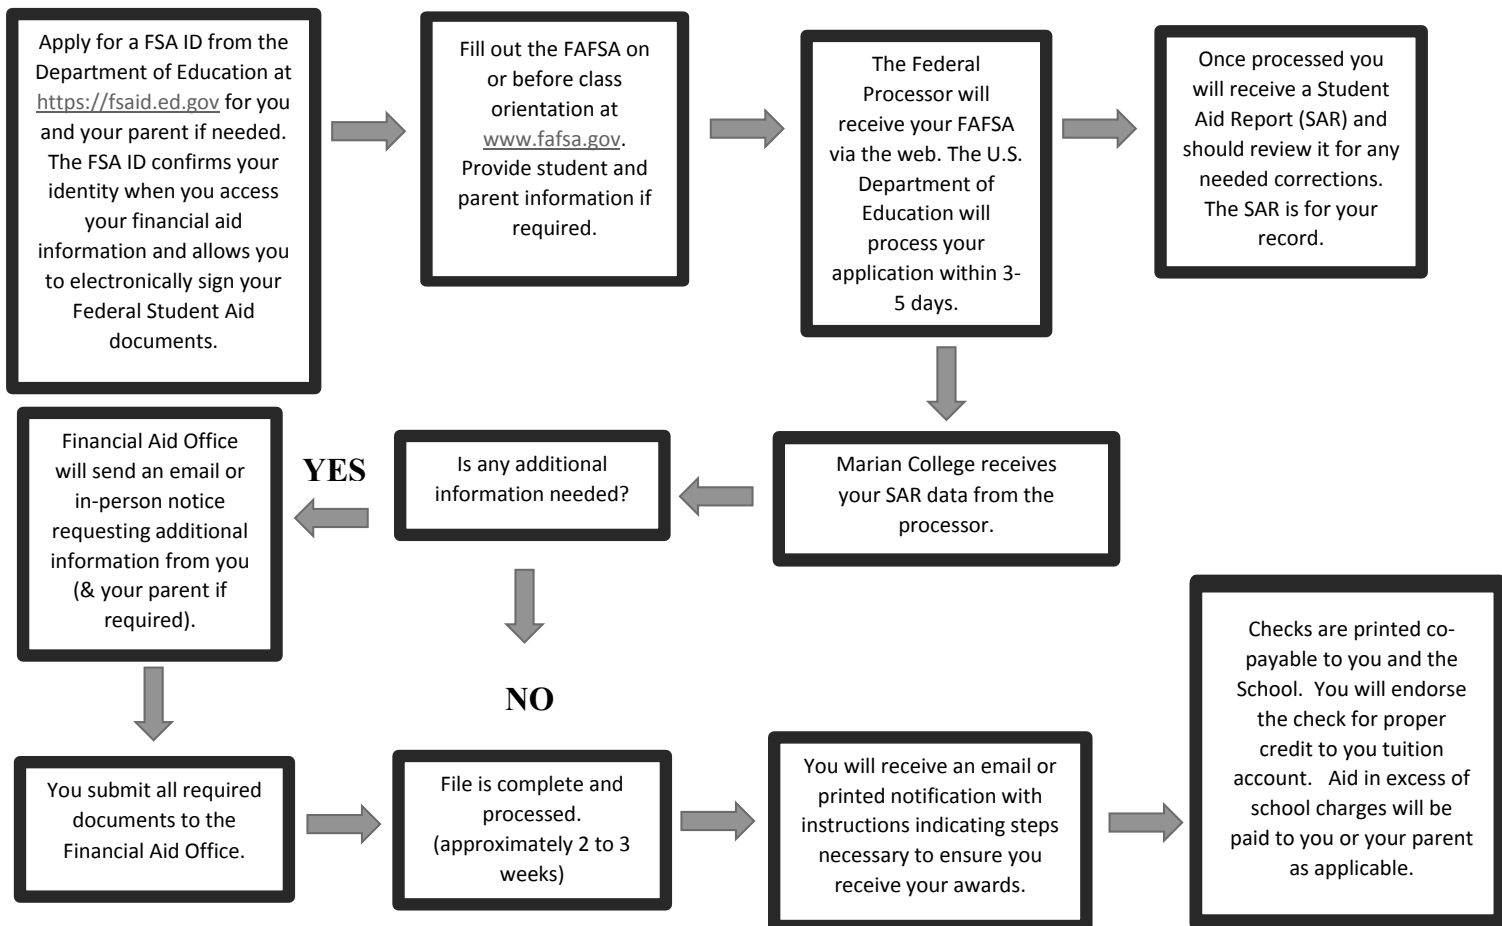 Apply for a FSA ID from the
Department of Education at
https://fsaid.ed.gov for you
and your parent if needed.
The FSA ID confirms your
identity when you access
your financial aid
information and allows you
to electronically sign your
Federal Student Aid
documents.
Fill out the FAFSA on
or before class
orientation at
www.fafsa.gov.
Provide student and
parent information if
required.
The Federal
Processor will
receive your FAFSA
via the web. The U.S.
Department of
Education will
process your
application within 3-
5 days.
Once processed you
will receive a Student
Aid Report (SAR) and
should review it for any
needed corrections.
The SAR is for your
record.
Marian College receives
your SAR data from the
processor.
Is any additional
information needed?
YES
Financial Aid Office
will send an email or
in-person notice
requesting additional
information from you
(& your parent if
required).
NO
You submit all required
documents to the
Financial Aid Office.
File is complete and
processed.
(approximately 2 to 3
weeks)
You will receive an email or
printed notification with
instructions indicating steps
necessary to ensure you
receive your awards.
Checks are printed co-
payable to you and the
School. You will endorse
the check for proper
credit to you tuition
account. Aid in excess of
school charges will be
paid to you or your parent
as applicable.